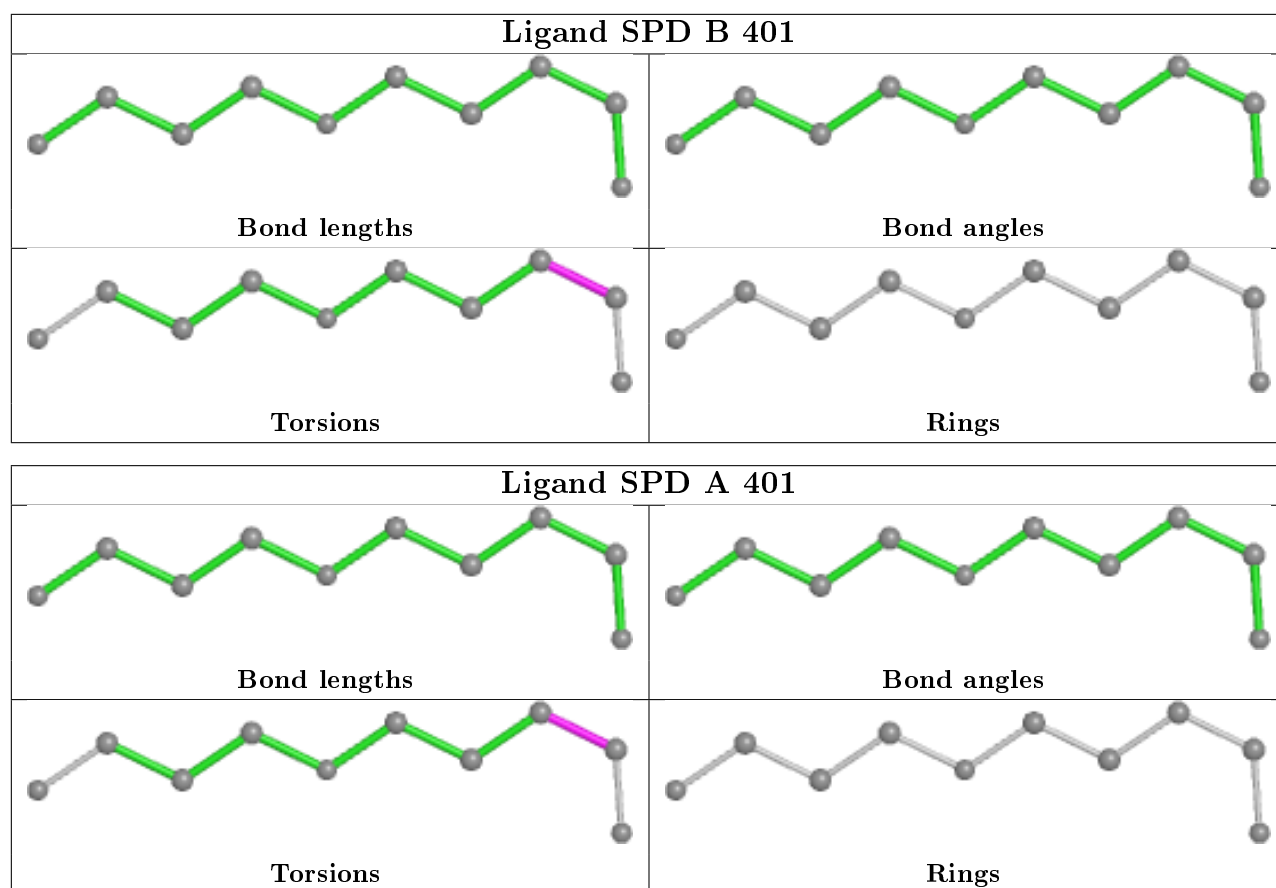 Ligand SPD B 401
Bond lengths Bond angles
Torsions Rings
Ligand SPD A 401
Bond lengths Bond angles
Torsions Rings